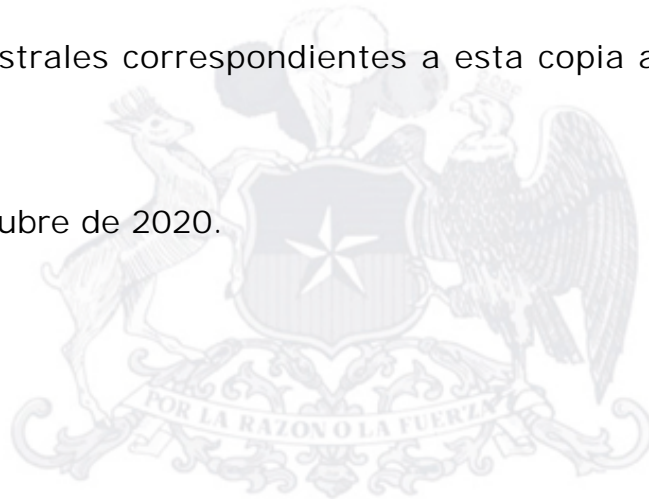 strales correspondientes a esta copia a
ubre de 2020.
POR LA RAZON O LA FUERZA